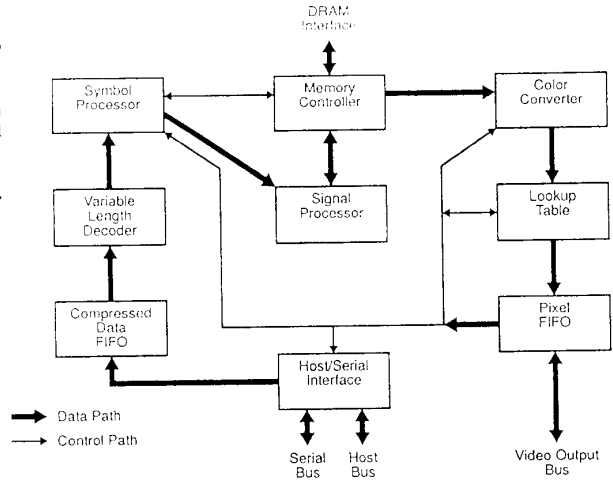 DRAM
Interface
Symbol
Processor
Memory
Controller
Color
Converter
Variable
Length
Decoder
Signal
Processor
Lookup
Table
Compressed
Data
FIFO
Pixel
FIFO
Host/Serial
Interface
Data Path
Control Path
Serial
Bus
Host
Bus
Video Output
Bus